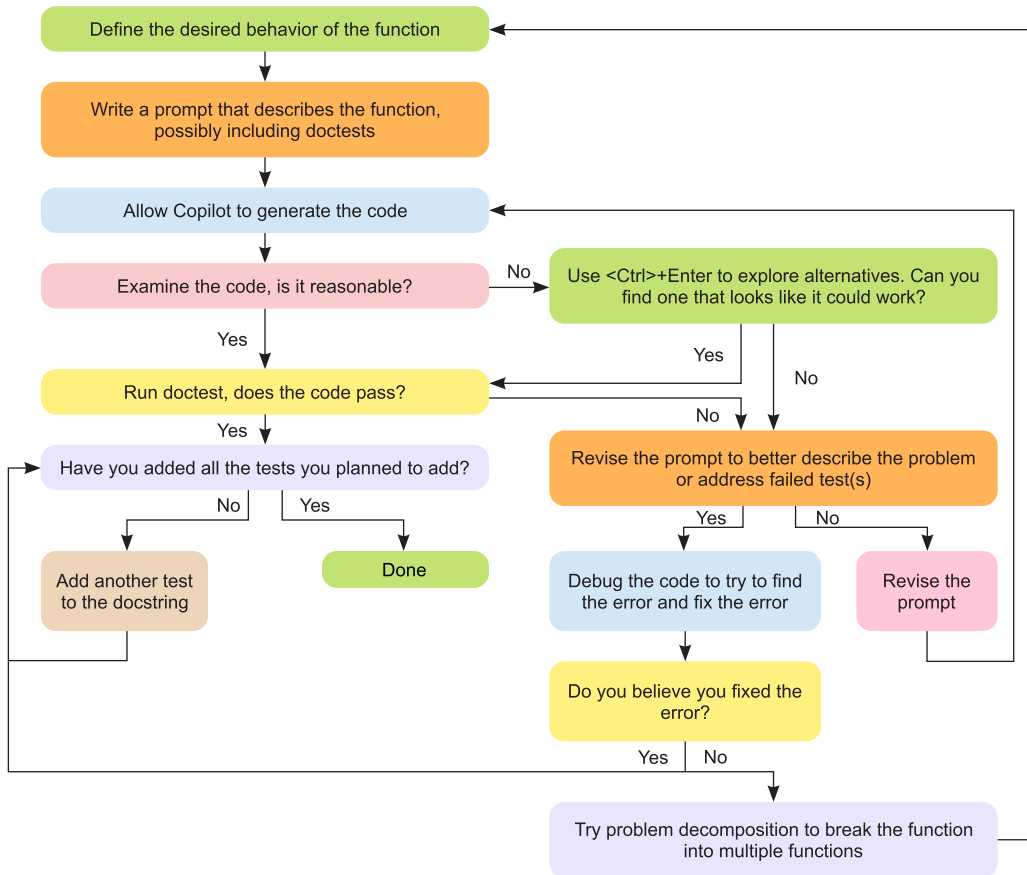 Define the desired behavior of the function
Write a prompt that describes the function,
possibly including doctests
Allow Copilot to generate the code
Examine the code, is it reasonable?
No
Use <Ctrl>+Enter to explore alternatives. Can you
find one that looks like it could work?
Yes
Yes
No
Run doctest, does the code pass?
No
Yes
Have you added all the tests you planned to add?
Revise the prompt to better describe the problem
or address failed test(s)
No
Yes
Yes
No
Add another test
to the docstring
Done
Debug the code to try to find
the error and fix the error
Revise the
prompt
Do you believe you fixed the
error?
Yes
No
Try problem decomposition to break the function
into multiple functions